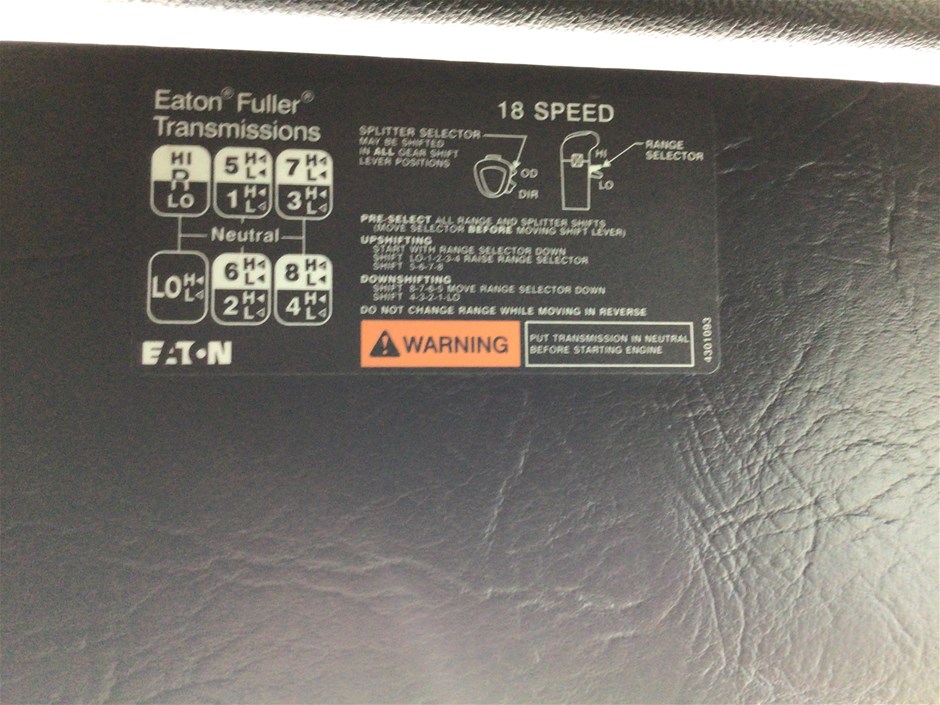 Eaton® Fuller®
Transmissions
HI
R
LO
5 H L
1 H L
7 H L
3 H L
Neutral
LO H L
6 H L
2 H L
8 H L
4 H L
EATON
18 SPEED
SPLITTER SELECTOR
MAY BE SHIFTED
IN ALL GEAR SHIFT
LEVER POSITIONS
OD
DIR
HI
LO
RANGE
SELECTOR
PRE-SELECT ALL RANGE AND SPLITTER SHIFTS
(MOVE SELECTOR BEFORE MOVING SHIFT LEVER)
UPSHIFTING
START WITH RANGE SELECTOR DOWN
SHIFT LO-1-2-3-4 RAISE RANGE SELECTOR
SHIFT 5-6-7-8
DOWNSHIFTING
SHIFT 8-7-6-5 MOVE RANGE SELECTOR DOWN
SHIFT 4-3-2-1-LO
DO NOT CHANGE RANGE WHILE MOVING IN REVERSE
WARNING
PUT TRANSMISSION IN NEUTRAL
BEFORE STARTING ENGINE
4301093